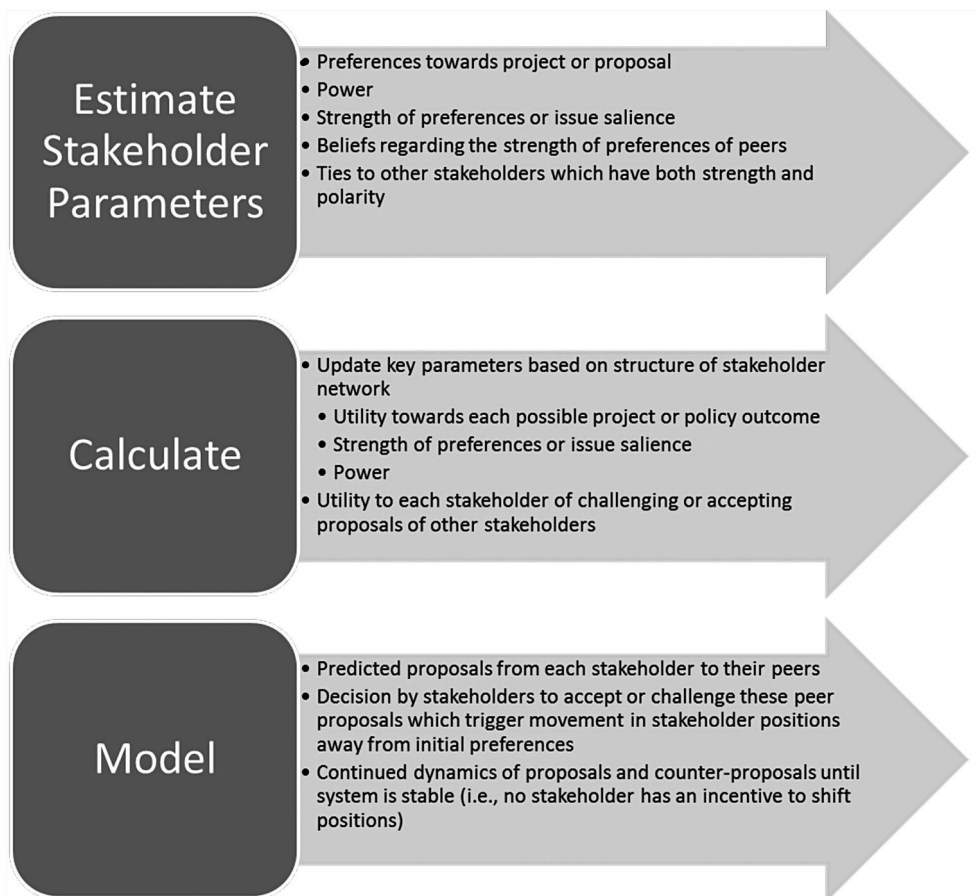 Estimate
Stakeholder
Parameters
• Preferences towards project or proposal
• Power
• Strength of preferences or issue salience
• Beliefs regarding the strength of preferences of peers
• Ties to other stakeholders which have both strength and
polarity
Calculate
• Update key parameters based on structure of stakeholder
network
• Utility towards each possible project or policy outcome
• Strength of preferences or issue salience
• Power
• Utility to each stakeholder of challenging or accepting
proposals of other stakeholders
Model
• Predicted proposals from each stakeholder to their peers
• Decision by stakeholders to accept or challenge these peer
proposals which trigger movement in stakeholder positions
away from initial preferences
• Continued dynamics of proposals and counter-proposals until
system is stable (i.e., no stakeholder has an incentive to shift
positions)